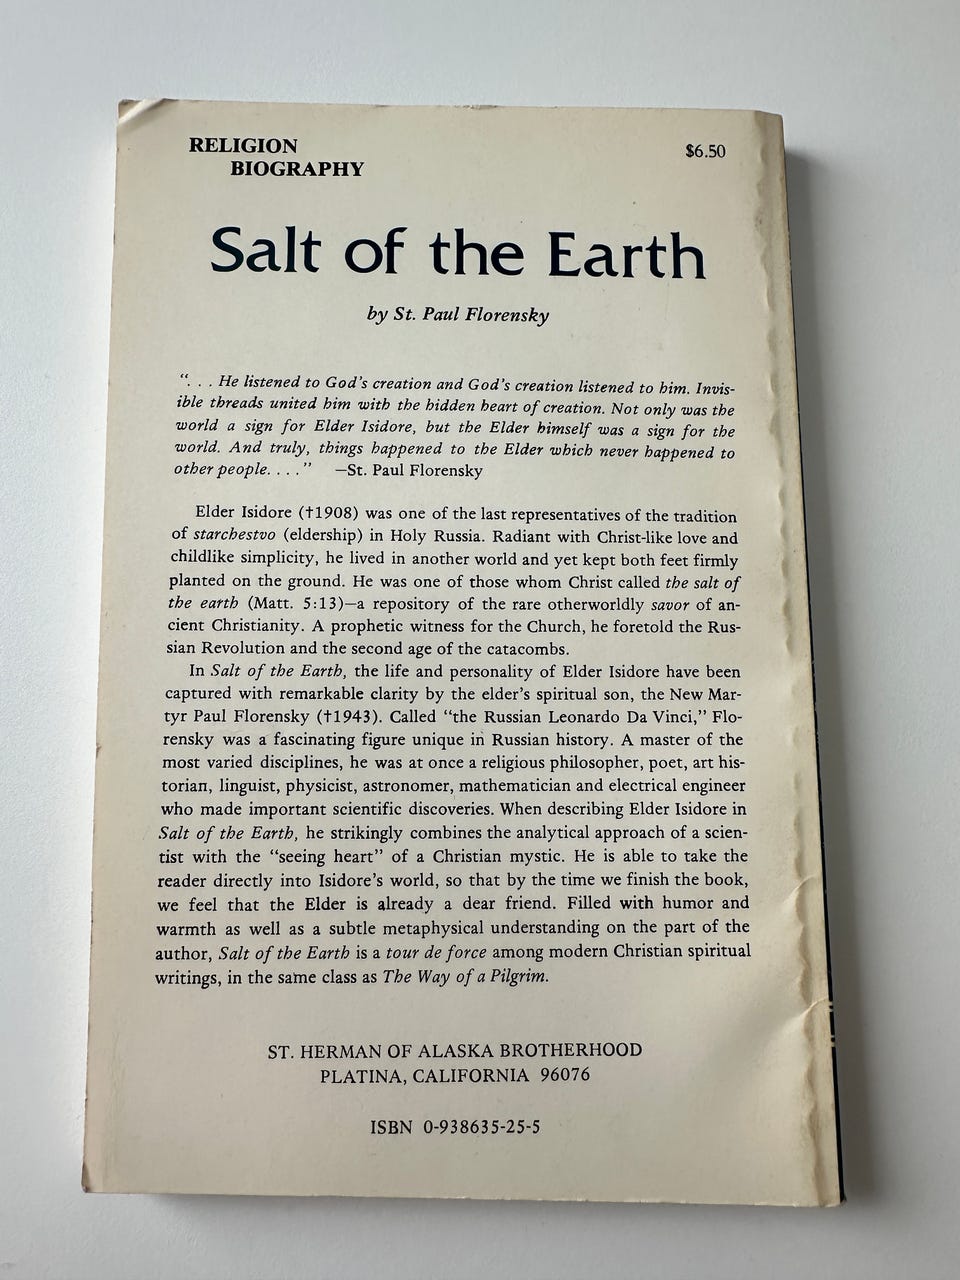 RELIGION
BIOGRAPHY
$6.50
Salt of the Earth
by St. Paul Florensky
“. . . He listened to God’s creation and God’s creation listened to him. Invis-
ible threads united him with the hidden heart of creation. Not only was the
world a sign for Elder Isidore, but the Elder himself was a sign for the
world. And truly, things happened to the Elder which never happened to
other people. . . .” —St. Paul Florensky
Elder Isidore (†1908) was one of the last representatives of the tradition
of starchestvo (eldership) in Holy Russia. Radiant with Christ-like love and
childlike simplicity, he lived in another world and yet kept both feet firmly
planted on the ground. He was one of those whom Christ called the salt of
the earth (Matt. 5:13)—a repository of the rare otherworldly savor of an-
cient Christianity. A prophetic witness for the Church, he foretold the Rus-
sian Revolution and the second age of the catacombs.
In Salt of the Earth, the life and personality of Elder Isidore have been
captured with remarkable clarity by the elder’s spiritual son, the New Mar-
tyr Paul Florensky (†1943). Called “the Russian Leonardo Da Vinci,” Flo-
rensky was a fascinating figure unique in Russian history. A master of the
most varied disciplines, he was at once a religious philosopher, poet, art his-
torian, linguist, physicist, astronomer, mathematician and electrical engineer
who made important scientific discoveries. When describing Elder Isidore in
Salt of the Earth, he strikingly combines the analytical approach of a scien-
tist with the “seeing heart” of a Christian mystic. He is able to take the
reader directly into Isidore’s world, so that by the time we finish the book,
we feel that the Elder is already a dear friend. Filled with humor and
warmth as well as a subtle metaphysical understanding on the part of the
author, Salt of the Earth is a tour de force among modern Christian spiritual
writings, in the same class as The Way of a Pilgrim.
ST. HERMAN OF ALASKA BROTHERHOOD
PLATINA, CALIFORNIA 96076
ISBN 0-938635-25-5